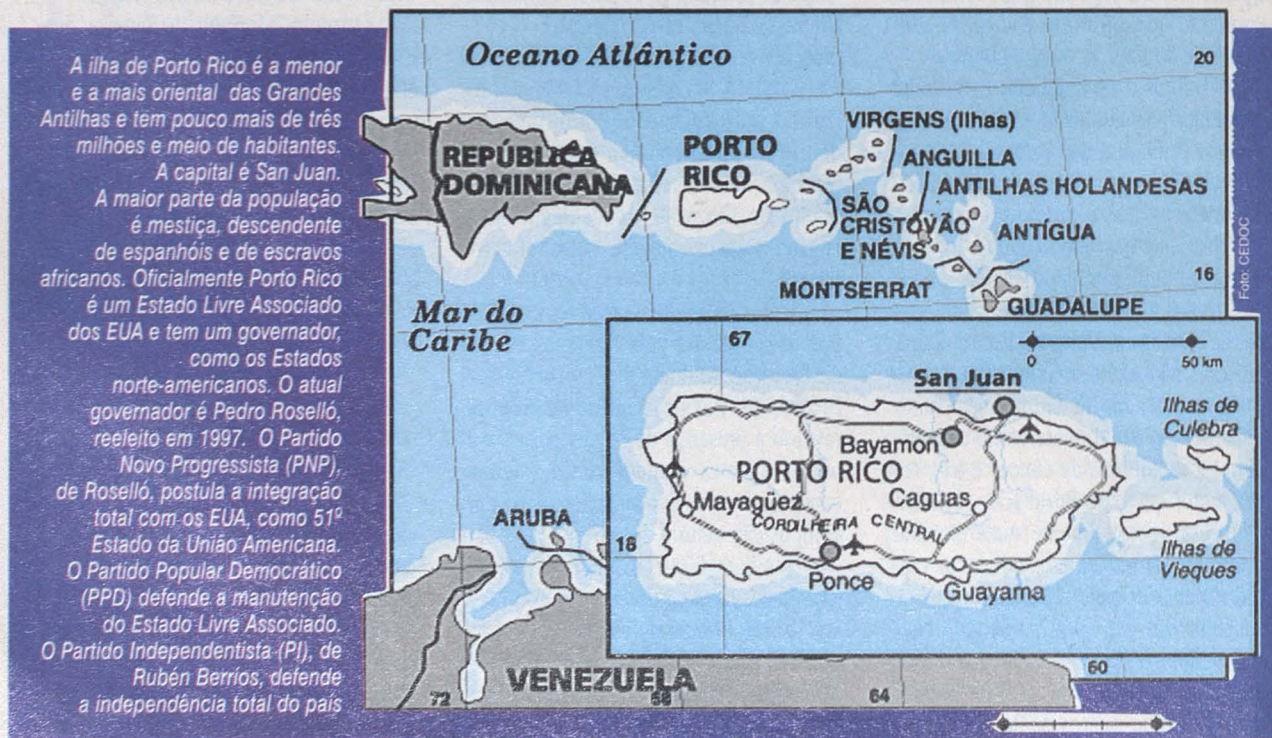 A ilha de Porto Rico é a menor
e a mais oriental das Grandes
Antilhas e tem pouco mais de três
milhões e meio de habitantes.
A capital é San Juan.
A maior parte da população
é mestiça, descendente
de espanhóis e de escravos
africanos. Oficialmente Porto Rico
é um Estado Livre Associado
dos EUA e tem um governador,
como os Estados
norte-americanos. O atual
governador é Pedro Roselló,
reeleito em 1997. O Partido
Novo Progressista (PNP),
de Roselló, postula a integração
total com os EUA, como 51º
Estado da União Americana.
O Partido Popular Democrático
(PPD) defende a manutenção
do Estado Livre Associado.
O Partido Independentista (PI), de
Rubén Berríos, defende
a independência total do país
Oceano Atlântico
20
VIRGENS (Ilhas)
PORTO
RICO
ANGUILLA
REPÚBLICA
DOMINICANA
ANTILHAS HOLANDESAS
SÃO
CRISTÓVÃO
E NÉVIS
ANTÍGUA
16
MONTSERRAT
GUADALUPE
Mar do
Caribe
67
0
50 km
San Juan
Ilhas de
Culebra
Bayamon
PORTO RICO
Mayagüez
Caguas
CORDILHEIRA CENTRAL
ARUBA
18
Ponce
Guayama
Ilhas de
Vieques
VENEZUELA
72
68
64
60
Foto: CEDOC